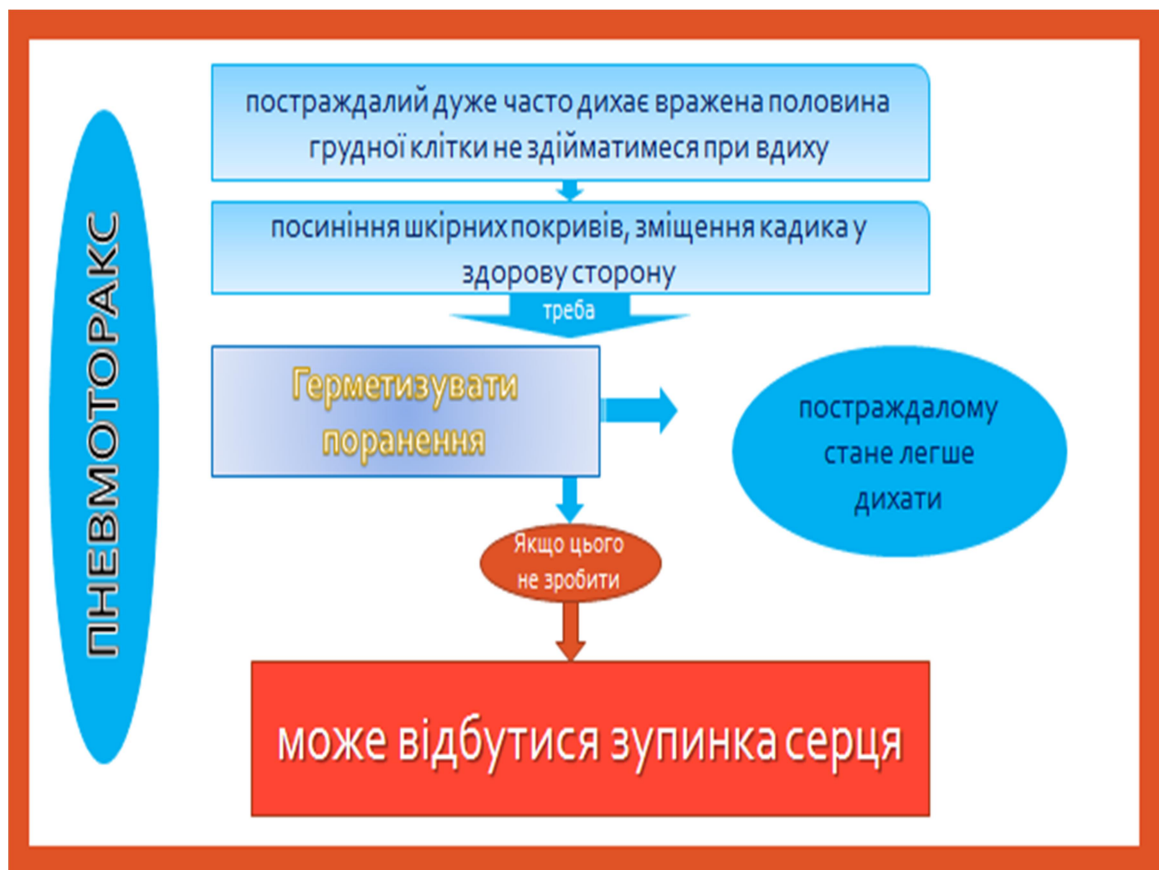 ПНЕВМОТОРАКС
постраждалий дуже часто дихає вражена половина
грудної клітки не здійматимеся при вдиху
посиніння шкірних покривів, зміщення кадика у
здорову сторону
треба
Герметизувати
поранення
постраждалому
стане легше
дихати
Якщо цього
не зробити
може відбутися зупинка серця